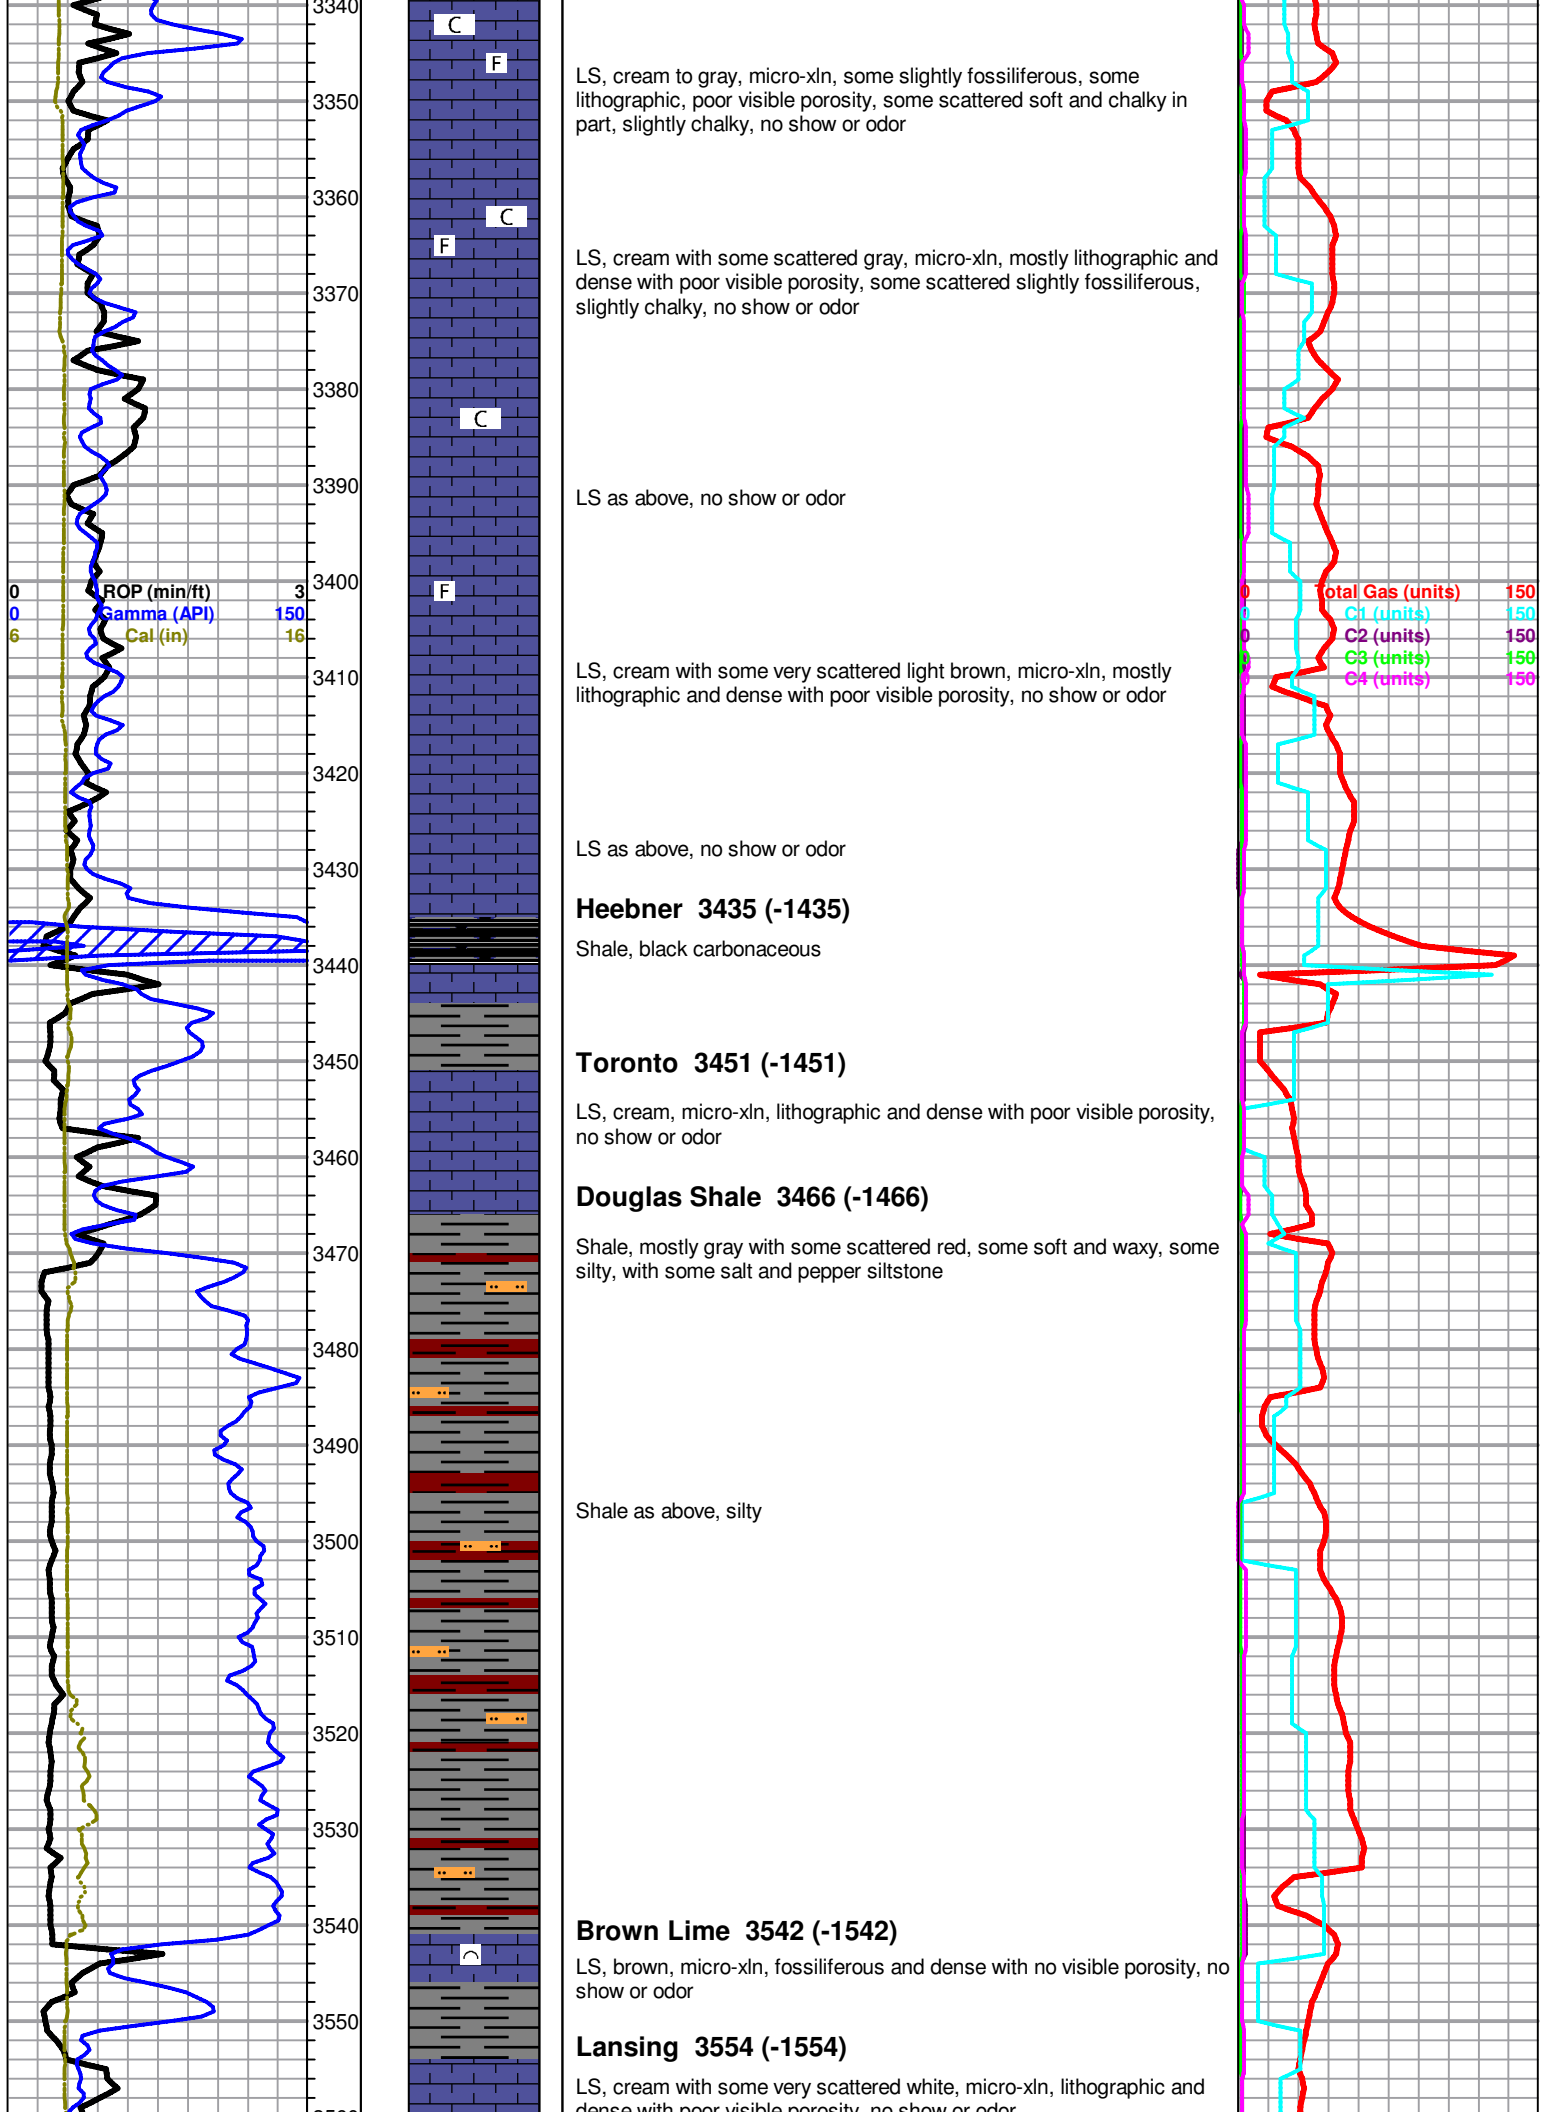 3340
C
F
LS, cream to gray, micro-xln, some slightly fossiliferous, some
lithographic, poor visible porosity, some scattered soft and chalky in
part, slightly chalky, no show or odor
3350
3360
C
F
LS, cream with some scattered gray, micro-xln, mostly lithographic and
dense with poor visible porosity, some scattered slightly fossiliferous,
slightly chalky, no show or odor
3370
3380
C
3390
LS as above, no show or odor
3400
F
0 ROP (min/ft) 3
0 Gamma (API) 150
6 Cal (in) 16
0 Total Gas (units) 150
0 C1 (units) 150
0 C2 (units) 150
0 C3 (units) 150
0 C4 (units) 150
LS, cream with some very scattered light brown, micro-xln, mostly
lithographic and dense with poor visible porosity, no show or odor
3410
3420
LS as above, no show or odor
3430
Heebner 3435 (-1435)
Shale, black carbonaceous
3440
3450
Toronto 3451 (-1451)
LS, cream, micro-xln, lithographic and dense with poor visible porosity,
no show or odor
3460
Douglas Shale 3466 (-1466)
3470
Shale, mostly gray with some scattered red, some soft and waxy, some
silty, with some salt and pepper siltstone
3480
3490
Shale as above, silty
3500
3510
3520
3530
3540
Brown Lime 3542 (-1542)
LS, brown, micro-xln, fossiliferous and dense with no visible porosity, no
show or odor
3550
Lansing 3554 (-1554)
LS, cream with some very scattered white, micro-xln, lithographic and
dense with poor visible porosity, no show or odor